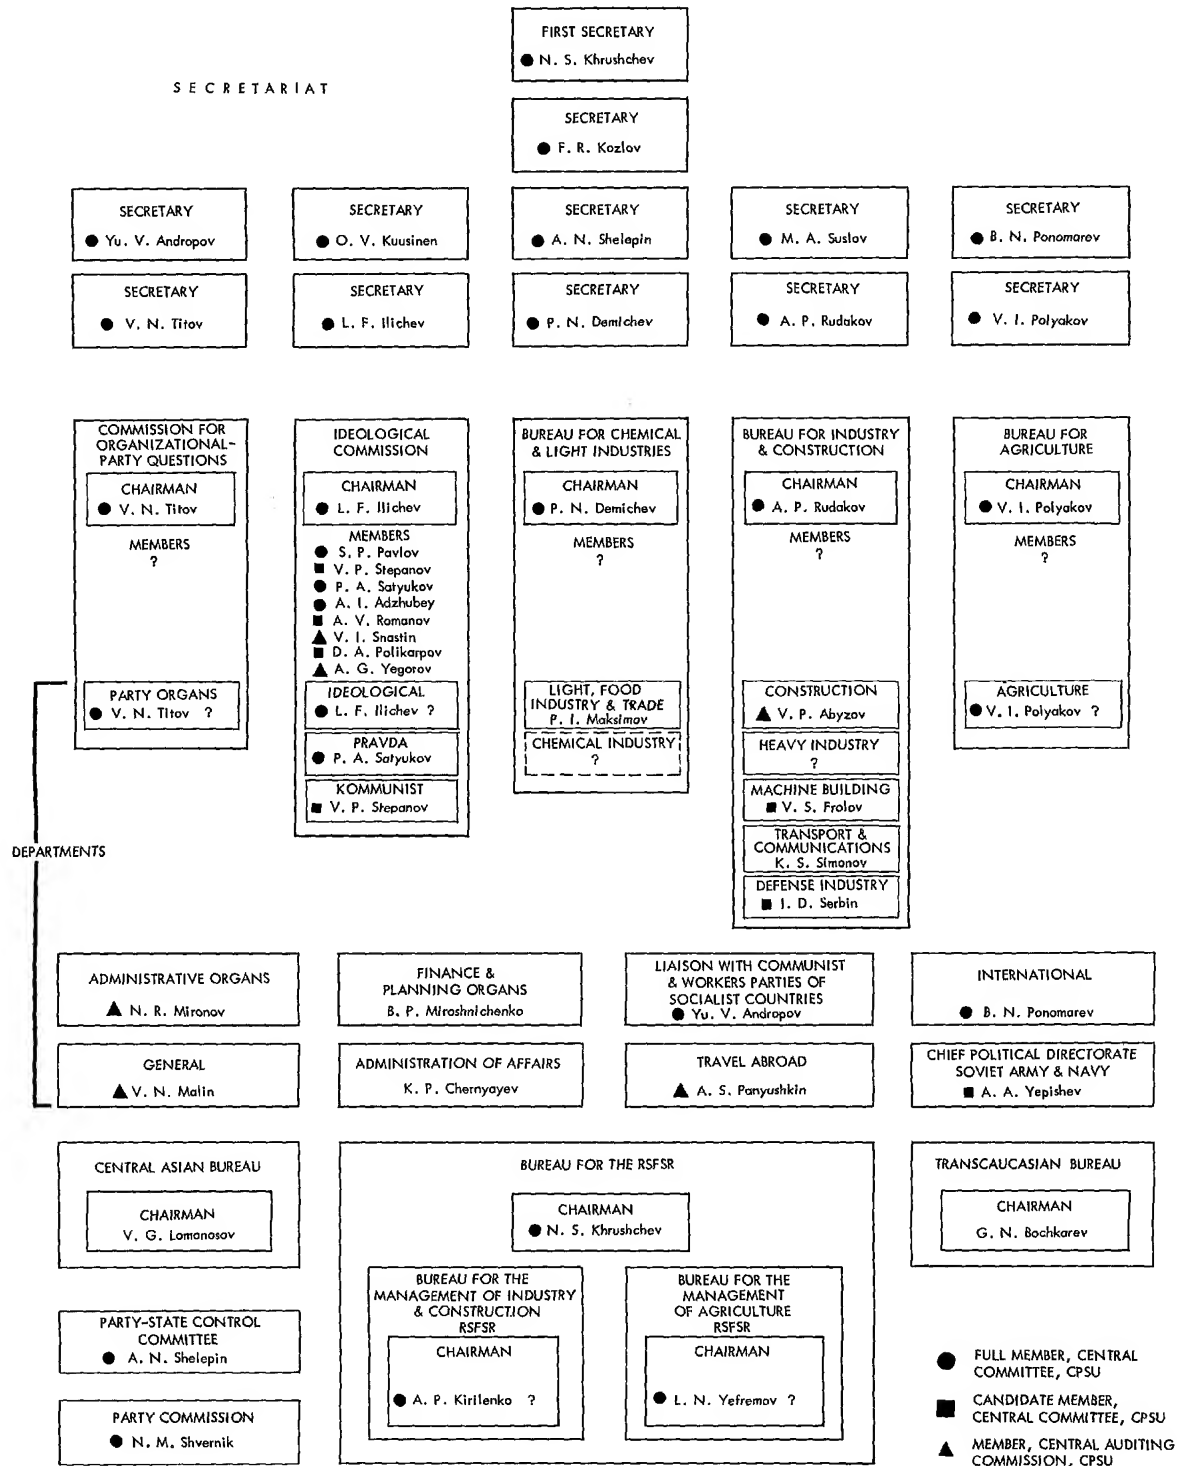 FIRST SECRETARY
● N. S. Khrushchev
SECRETARIAT
SECRETARY
● F. R. Kozlov
SECRETARY
● Yu. V. Andropov
SECRETARY
● O. V. Kuusinen
SECRETARY
● A. N. Shelepin
SECRETARY
● M. A. Suslov
SECRETARY
● B. N. Ponomarev
SECRETARY
● V. N. Titov
SECRETARY
● L. F. Ilichev
SECRETARY
● P. N. Demichev
SECRETARY
● A. P. Rudakov
SECRETARY
● V. I. Polyakov
COMMISSION FOR
ORGANIZATIONAL-
PARTY QUESTIONS
CHAIRMAN
● V. N. Titov
MEMBERS
?
PARTY ORGANS
● V. N. Titov ?
IDEOLOGICAL
COMMISSION
CHAIRMAN
● L. F. Ilichev
MEMBERS
● S. P. Pavlov
■ V. P. Stepanov
● P. A. Satyukov
● A. I. Adzhubey
■ A. V. Romanov
▲ V. I. Snastin
■ D. A. Polikarpov
▲ A. G. Yegorov
IDEOLOGICAL
● L. F. Ilichev ?
PRAVDA
● P. A. Satyukov
KOMMUNIST
■ V. P. Stepanov
BUREAU FOR CHEMICAL
& LIGHT INDUSTRIES
CHAIRMAN
● P. N. Demichev
MEMBERS
?
LIGHT, FOOD
INDUSTRY & TRADE
P. I. Maksimov
CHEMICAL INDUSTRY
?
BUREAU FOR INDUSTRY
& CONSTRUCTION
CHAIRMAN
● A. P. Rudakov
MEMBERS
?
CONSTRUCTION
▲ V. P. Abyzov
HEAVY INDUSTRY
?
MACHINE BUILDING
■ V. S. Frolov
TRANSPORT &
COMMUNICATIONS
K. S. Simonov
DEFENSE INDUSTRY
■ I. D. Serbin
BUREAU FOR
AGRICULTURE
CHAIRMAN
● V. I. Polyakov
MEMBERS
?
AGRICULTURE
● V. I. Polyakov ?
DEPARTMENTS
ADMINISTRATIVE ORGANS
▲ N. R. Mironov
FINANCE &
PLANNING ORGANS
B. P. Miroshnichenko
LIAISON WITH COMMUNIST
& WORKERS PARTIES OF
SOCIALIST COUNTRIES
● Yu. V. Andropov
INTERNATIONAL
● B. N. Ponomarev
GENERAL
▲ V. N. Malin
ADMINISTRATION OF AFFAIRS
K. P. Chernyayev
TRAVEL ABROAD
▲ A. S. Panyushkin
CHIEF POLITICAL DIRECTORATE
SOVIET ARMY & NAVY
■ A. A. Yepishev
CENTRAL ASIAN BUREAU
CHAIRMAN
V. G. Lomonosov
BUREAU FOR THE RSFSR
CHAIRMAN
● N. S. Khrushchev
BUREAU FOR THE
MANAGEMENT OF INDUSTRY
& CONSTRUCTION
RSFSR
CHAIRMAN
● A. P. Kirilenko ?
BUREAU FOR THE
MANAGEMENT
OF AGRICULTURE
RSFSR
CHAIRMAN
● L. N. Yefremov ?
TRANSCAUCASIAN BUREAU
CHAIRMAN
G. N. Bochkarev
PARTY-STATE CONTROL
COMMITTEE
● A. N. Shelepin
PARTY COMMISSION
● N. M. Shvernik
● FULL MEMBER, CENTRAL
COMMITTEE, CPSU
■ CANDIDATE MEMBER,
CENTRAL COMMITTEE, CPSU
▲ MEMBER, CENTRAL AUDITING
COMMISSION, CPSU